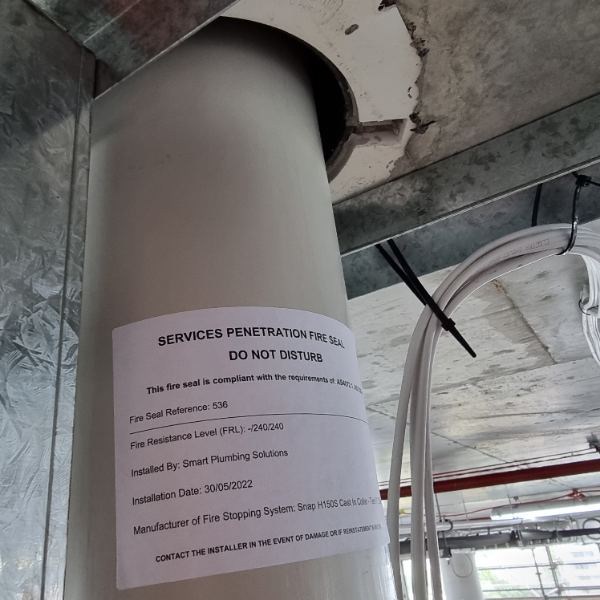 SERVICES PENETRATION FIRE SEAL
DO NOT DISTURB
This fire seal is compliant with the requirements of
Fire Seal Reference: 536
Fire Resistance Level (FRL): -/240/240
Installed By: Smart Plumbing Solutions
Installation Date: 30/05/2022
Manufacturer of Fire Stopping System: Snap H150S Cast In
CONTACT THE INSTALLER IN THE EVENT OF DAMAGE OR IF